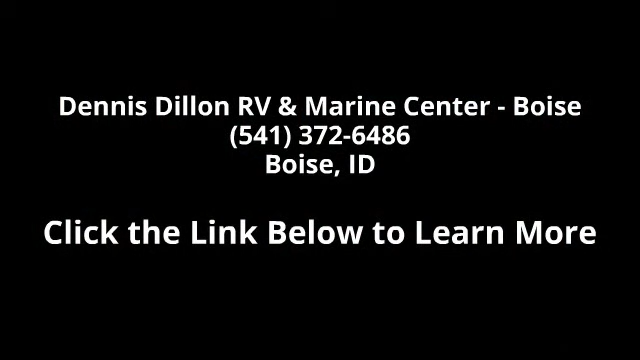 Dennis Dillon RV & Marine Center - Boise
(541) 372-6486
Boise, ID
Click the Link Below to Learn More